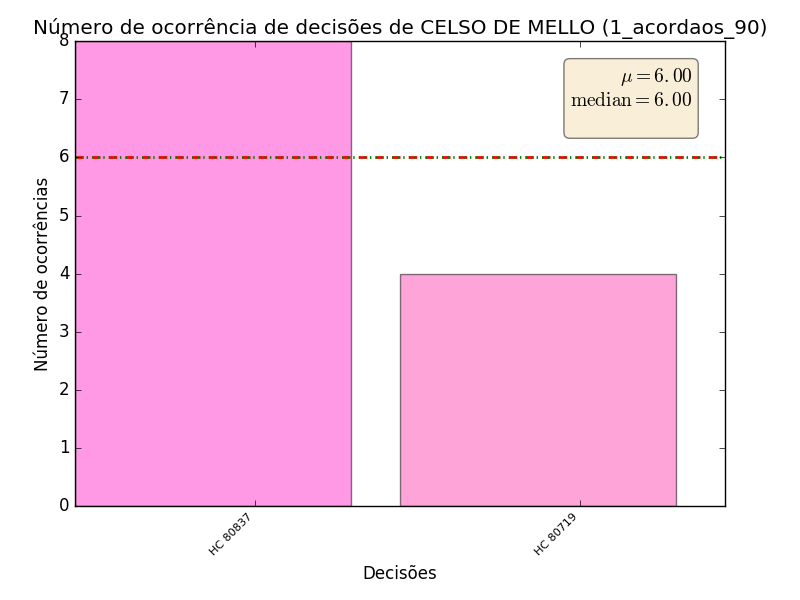 Número de ocorrência de decisões de CELSO DE MELLO (1_acordaos_90)
8
7
6
5
4
3
2
1
0
Número de ocorrências
μ = 6.00
median = 6.00
HC 80837
HC 80719
Decisões